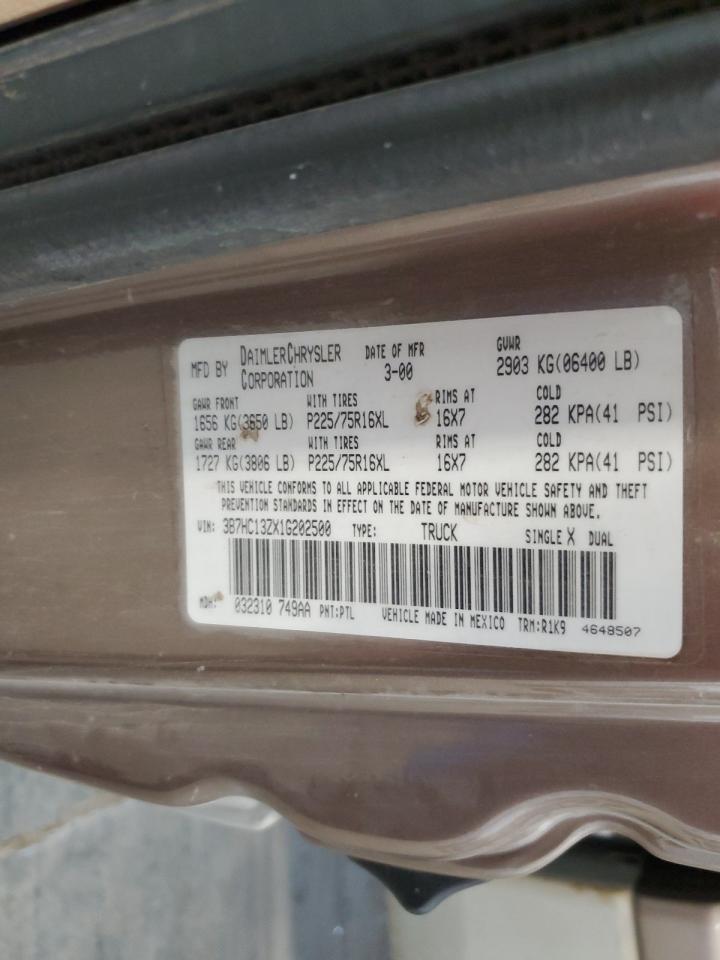 MFD BY DAIMLERCHRYSLER CORPORATION DATE OF MFR 3-00 GVWR 2903 KG(06400 LB)
GAWR FRONT WITH TIRES RIMS AT COLD
1656 KG(3650 LB) P225/75R16XL 16X7 282 KPA(41 PSI)
GAWR REAR WITH TIRES RIMS AT COLD
1727 KG(3806 LB) P225/75R16XL 16X7 282 KPA(41 PSI)
THIS VEHICLE CONFORMS TO ALL APPLICABLE FEDERAL MOTOR VEHICLE SAFETY AND THEFT
PREVENTION STANDARDS IN EFFECT ON THE DATE OF MANUFACTURE SHOWN ABOVE.
VIN: 3B7HC13ZX1G202500 TYPE: TRUCK SINGLE X DUAL
MDH: 032310 749AA PNT:PTL VEHICLE MADE IN MEXICO TRM:R1K9 4648507